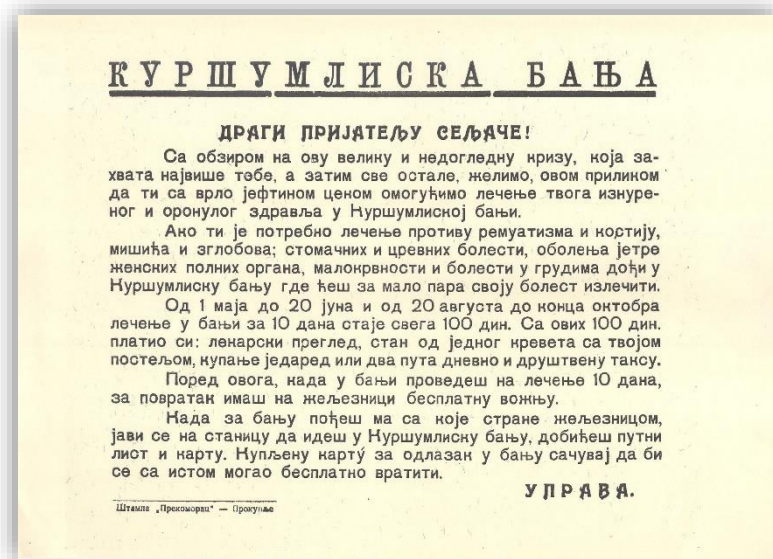 КУРШУМЛИСКА БАЊА
ДРАГИ ПРИЈАТЕЉУ СЕЉАЧЕ!
Са обзиром на ову велику и недогледну кризу, која за-
хвата највише тебе, а затим све остале, желимо, овом приликом
да ти са врло јефтином ценом омогућимо лечење твога изнуре-
ног и оронулог здравља у Куршумлиској бањи.
Ако ти је потребно лечење противу ремуатизма и костију,
мишића и зглобова; стомачних и цревних болести, оболења јетре
женских полних органа, малокрвности и болести у грудима дођи у
Куршумлиску бању где ћеш за мало пара своју болест излечити.
Од 1 маја до 20 јуна и од 20 августа до конца октобра
лечење у бањи за 10 дана стаје свега 100 дин. Са ових 100 дин.
платио си: лекарски преглед, стан од једног кревета са твојом
постељом, купање једаред или два пута дневно и друштвену таксу.
Поред овога, када у бањи проведеш на лечење 10 дана,
за повратак имаш на жељезници бесплатну вожњу.
Када за бању пођеш ма са које стране жељезницом,
јави се на станицу да идеш у Куршумлиску бању, добићеш путни
лист и карту. Купљену карту за одлазак у бању сачувај да би
се са истом могао бесплатно вратити.
УПРАВА.
Штампа „Прекоморац“ — Прокупље